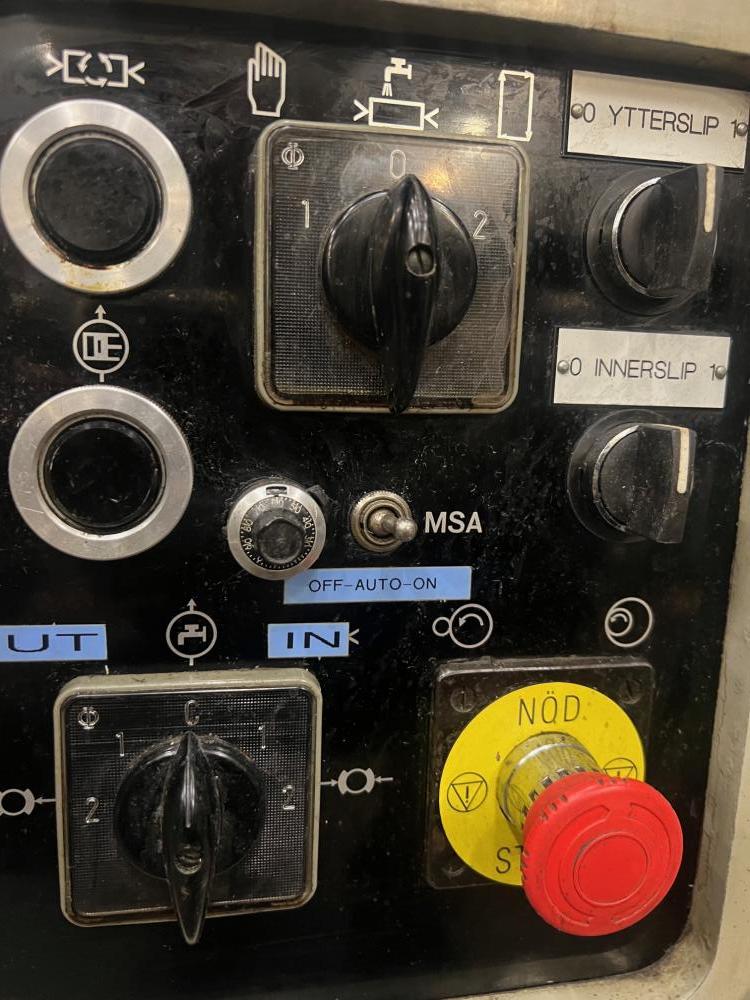 0 YTTERSLIP 1
0
1 2
0 INNERSLIP 1
MSA
OFF-AUTO-ON
UT IN
1 1
2 2
NÖD